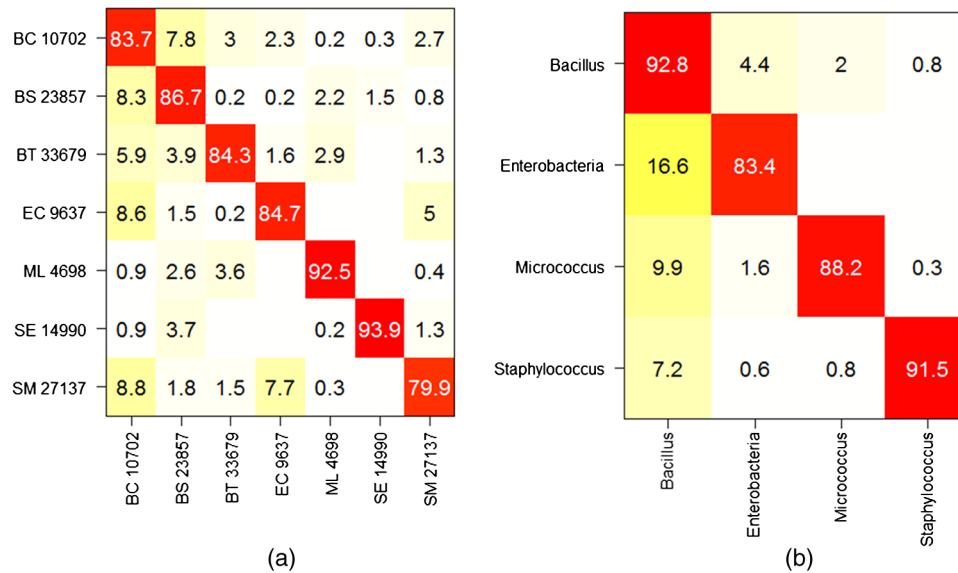 BC 10702 83.7 7.8 3 2.3 0.2 0.3 2.7
BS 23857 8.3 86.7 0.2 0.2 2.2 1.5 0.8
BT 33679 5.9 3.9 84.3 1.6 2.9 1.3
EC 9637 8.6 1.5 0.2 84.7 5
ML 4698 0.9 2.6 3.6 92.5 0.4
SE 14990 0.9 3.7 0.2 93.9 1.3
SM 27137 8.8 1.8 1.5 7.7 0.3 79.9
BC 10702
BS 23857
BT 33679
EC 9637
ML 4698
SE 14990
SM 27137
(a)
Bacillus 92.8 4.4 2 0.8
Enterobacteria 16.6 83.4
Micrococcus 9.9 1.6 88.2 0.3
Staphylococcus 7.2 0.6 0.8 91.5
Bacillus
Enterobacteria
Micrococcus
Staphylococcus
(b)